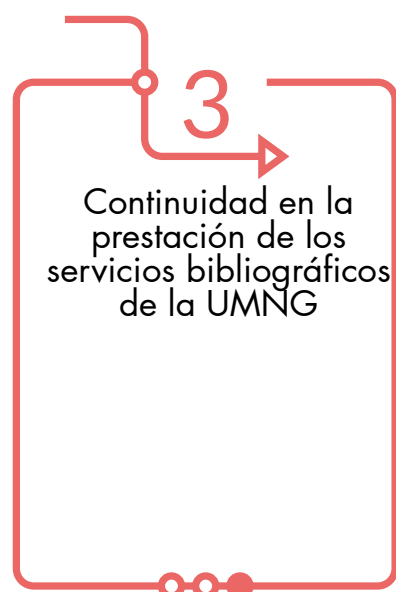 3
Continuidad en la
prestación de los
servicios bibliográficos
de la UMNG